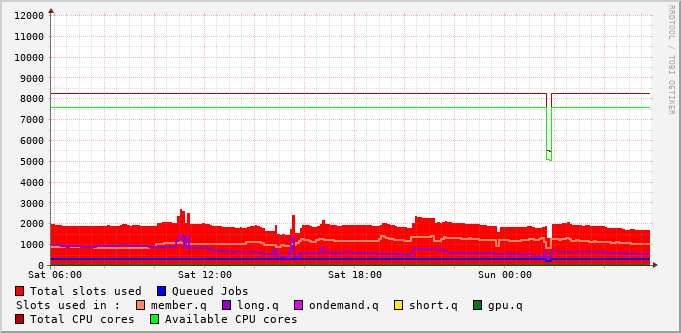 12000
11000
10000
9000
8000
7000
6000
5000
4000
3000
2000
1000
0
Sat 06:00 Sat 12:00 Sat 18:00 Sun 00:00
Total slots used Queued Jobs
Slots used in : member.q long.q ondemand.q short.q gpu.q
Total CPU cores Available CPU cores
RRDTOOL / TOBI OETIKER